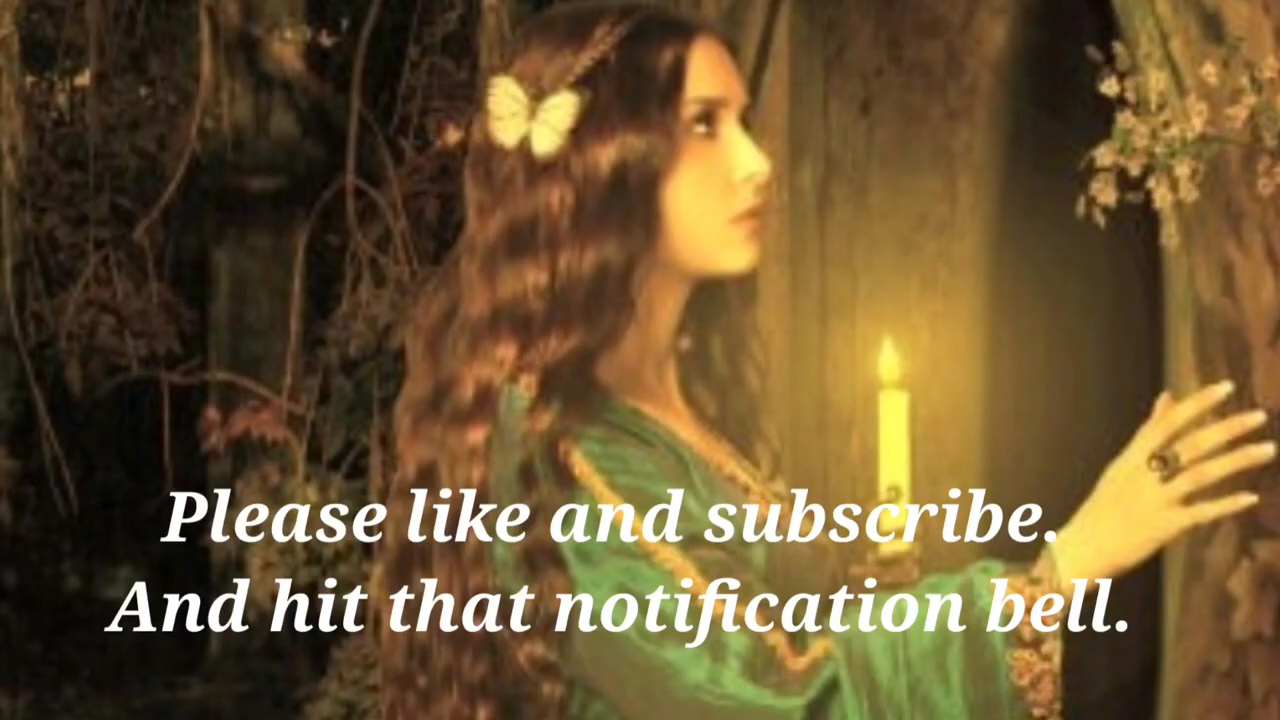 Please like and subscribe.
And hit that notification bell.